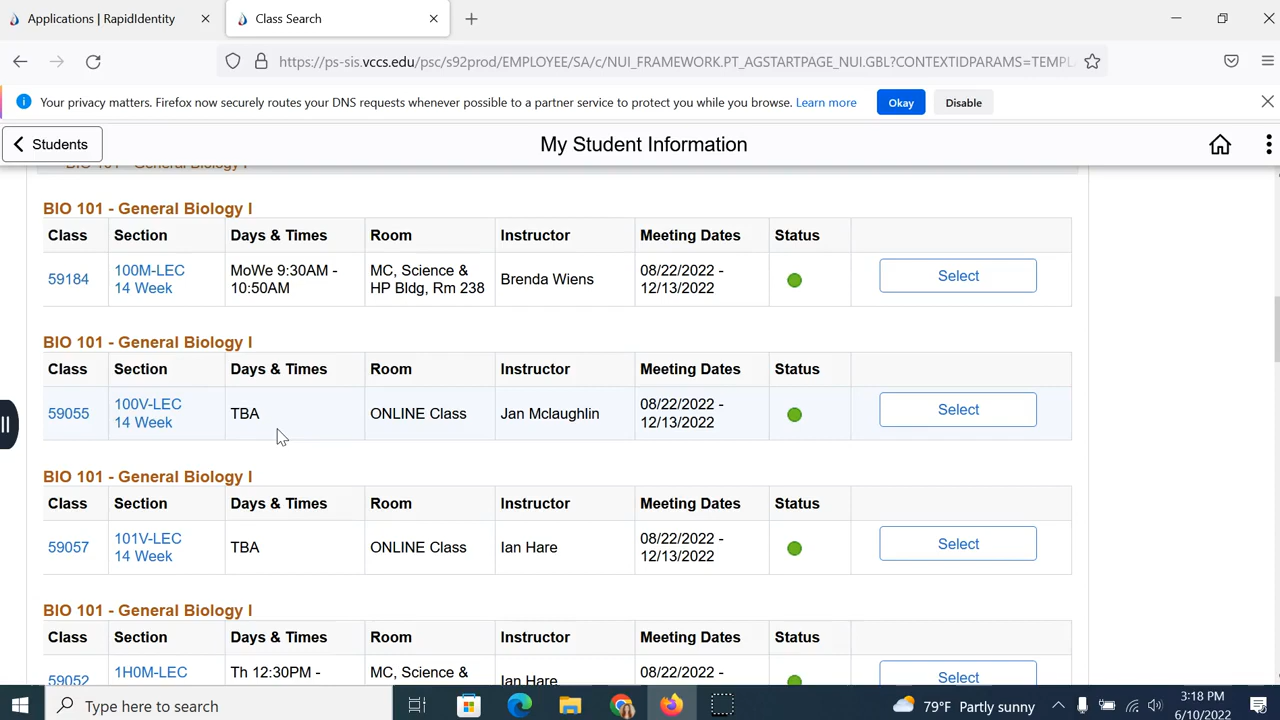 Applications | RapidIdentity
Class Search
https://ps-sis.vccs.edu/psc/s92prod/EMPLOYEE/SA/c/NUI_FRAMEWORK.PT_AGSTARTPAGE_NUI.GBL?CONTEXTIDPARAMS=TEMPL
Your privacy matters. Firefox now securely routes your DNS requests whenever possible to a partner service to protect you while you browse. Learn more
Okay
Disable
Students
My Student Information
BIO 101 - General Biology I
BIO 101 - General Biology I
Class Section Days & Times Room Instructor Meeting Dates Status
59184 100M-LEC 14 Week MoWe 9:30AM - 10:50AM MC, Science & HP Bldg, Rm 238 Brenda Wiens 08/22/2022 - 12/13/2022 Select
BIO 101 - General Biology I
Class Section Days & Times Room Instructor Meeting Dates Status
59055 100V-LEC 14 Week TBA ONLINE Class Jan Mclaughlin 08/22/2022 - 12/13/2022 Select
BIO 101 - General Biology I
Class Section Days & Times Room Instructor Meeting Dates Status
59057 101V-LEC 14 Week TBA ONLINE Class Ian Hare 08/22/2022 - 12/13/2022 Select
BIO 101 - General Biology I
Class Section Days & Times Room Instructor Meeting Dates Status
59052 1H0M-LEC Th 12:30PM - MC, Science & Ian Hare 08/22/2022 - Select
Type here to search
79°F Partly sunny
3:18 PM
6/10/2022